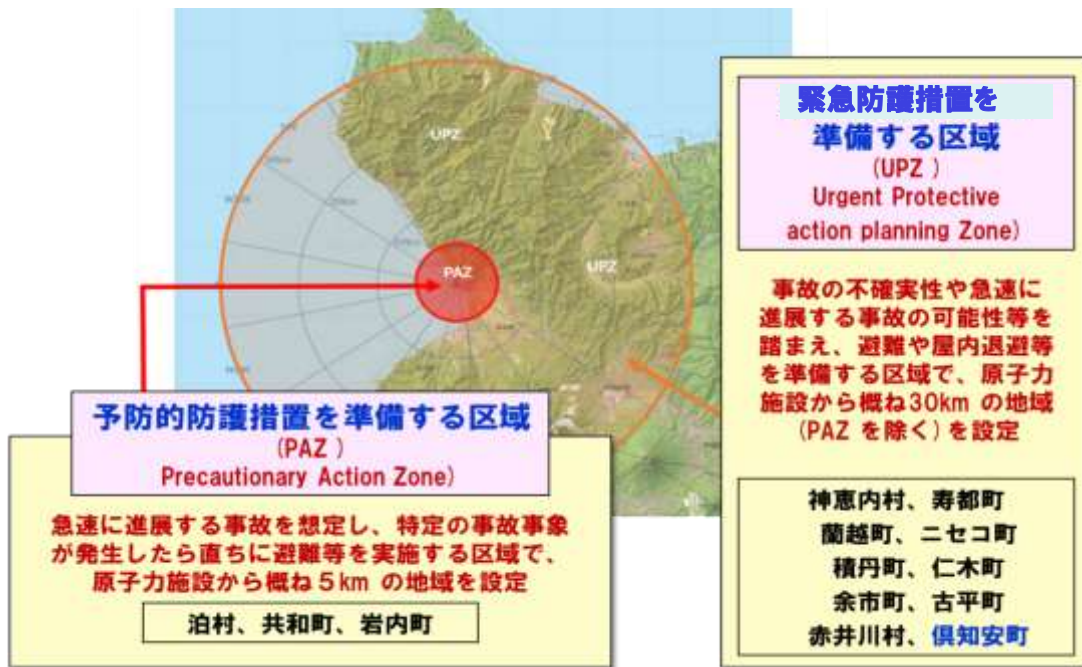 UPZ
UPZ
PAZ
緊急防護措置を
準備する区域
(UPZ )
Urgent Protective
action planning Zone)
事故の不確実性や急速に
進展する事故の可能性等を
踏まえ、避難や屋内退避等
を準備する区域で、原子力
施設から概ね30km の地域
(PAZ を除く)を設定
神恵内村、寿都町
蘭越町、ニセコ町
積丹町、仁木町
余市町、古平町
赤井川村、倶知安町
予防的防護措置を準備する区域
(PAZ )
Precautionary Action Zone)
急速に進展する事故を想定し、特定の事故事象
が発生したら直ちに避難等を実施する区域で、
原子力施設から概ね５km の地域を設定
泊村、共和町、岩内町